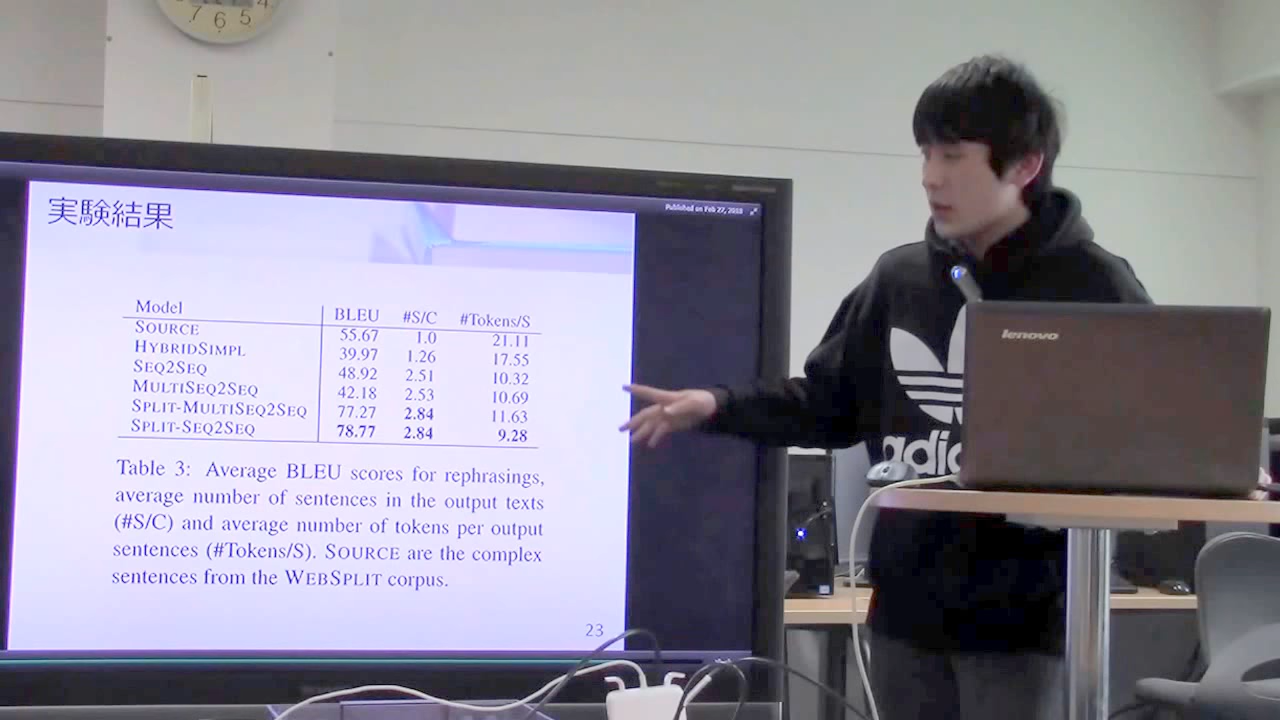 4
7 6 5
Published on Feb 27, 2018
実験結果
Model BLEU #S/C #Tokens/S
SOURCE 55.67 1.0 21.11
HYBRIDSIMPL 39.97 1.26 17.55
SEQ2SEQ 48.92 2.51 10.32
MULTISEQ2SEQ 42.18 2.53 10.69
SPLIT-MULTISEQ2SEQ 77.27 2.84 11.63
SPLIT-SEQ2SEQ 78.77 2.84 9.28
Table 3: Average BLEU scores for rephrasings,
average number of sentences in the output texts
(#S/C) and average number of tokens per output
sentences (#Tokens/S). SOURCE are the complex
sentences from the WEBSPLIT corpus.
23
lenovo
adi